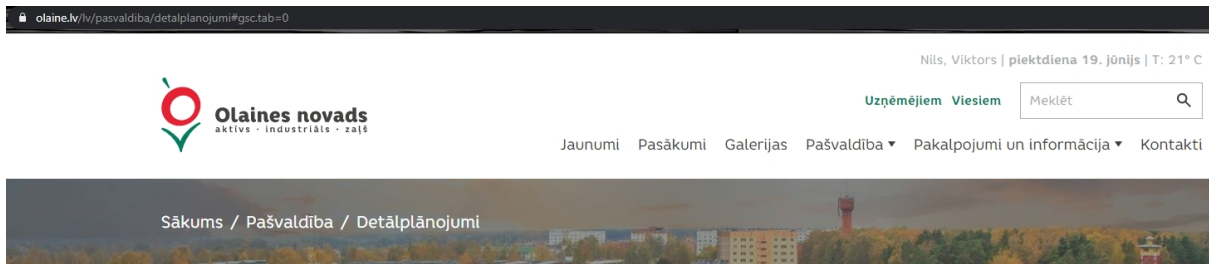 olaine.lv/lv/pasvaldiba/detalplanojumi#gsc.tab=0
Nils, Viktors | piektdiena 19. jūnijs | T: 21° C
Olaines novads
aktīvs · industriāls · zaļš
Uzņēmējiem Viesiem Meklēt
Jaunumi Pasākumi Galerijas Pašvaldība ▾ Pakalpojumi un informācija ▾ Kontakti
Sākums / Pašvaldība / Detālplānojumi